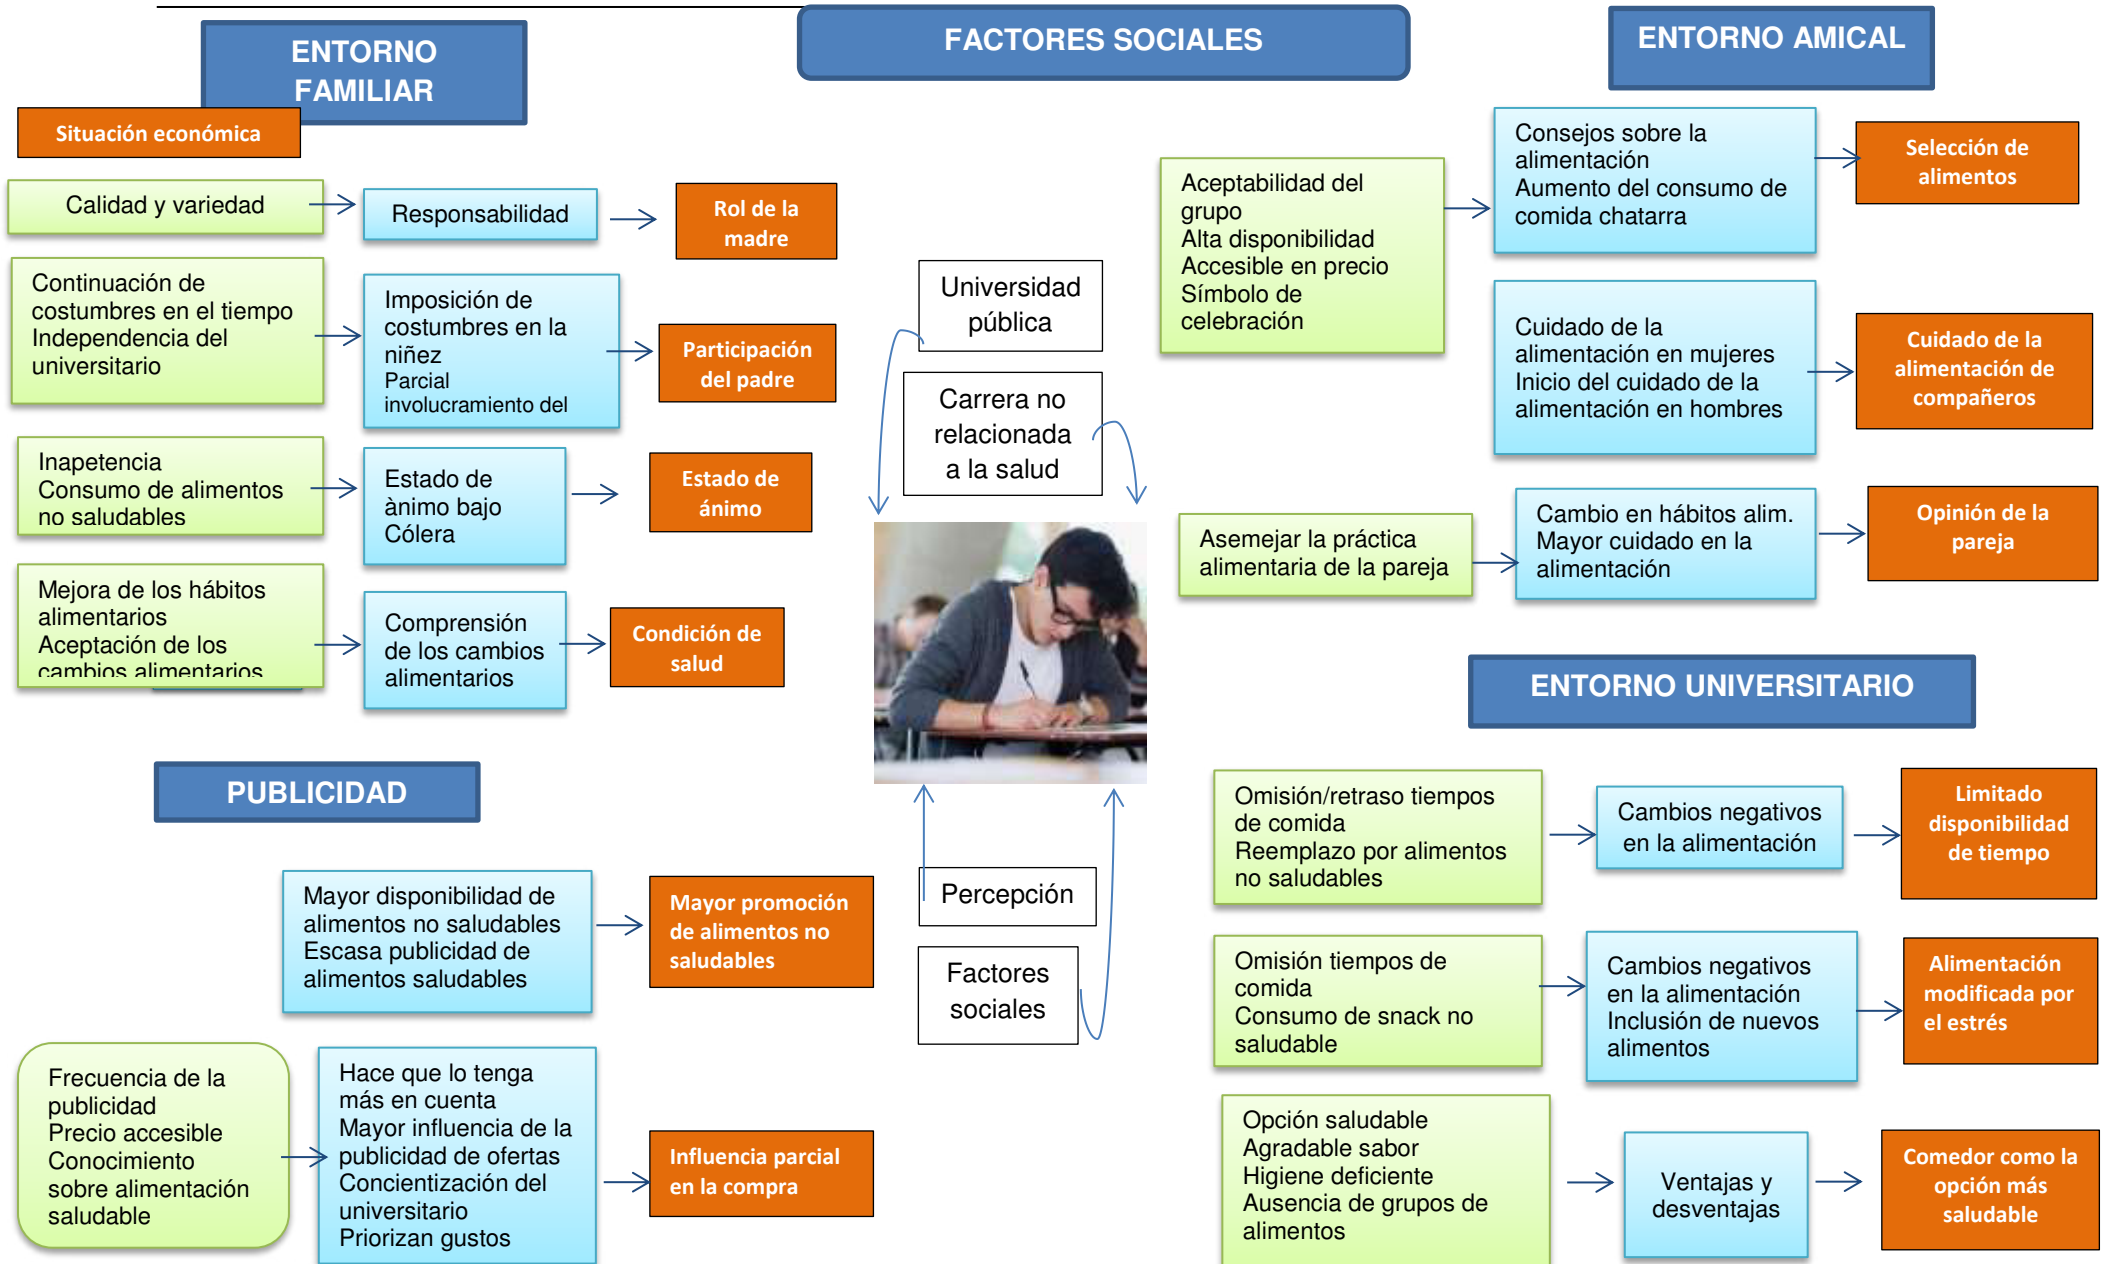 FACTORES SOCIALES
ENTORNO
FAMILIAR
Situación económica
Calidad y variedad
Responsabilidad
Rol de la
madre
Continuación de
costumbres en el tiempo
Independencia del
universitario
Imposición de
costumbres en la
niñez
Parcial
involucramiento del
Participación
del padre
Inapetencia
Consumo de alimentos
no saludables
Estado de
ànimo bajo
Cólera
Estado de
ánimo
Mejora de los hábitos
alimentarios
Aceptación de los
cambios alimentarios
Comprensión
de los cambios
alimentarios
Condición de
salud
Universidad
pública
Carrera no
relacionada
a la salud
Percepción
Factores
sociales
ENTORNO AMICAL
Aceptabilidad del
grupo
Alta disponibilidad
Accesible en precio
Símbolo de
celebración
Consejos sobre la
alimentación
Aumento del consumo de
comida chatarra
Selección de
alimentos
Cuidado de la
alimentación en mujeres
Inicio del cuidado de la
alimentación en hombres
Cuidado de la
alimentación de
compañeros
Asemejar la práctica
alimentaria de la pareja
Cambio en hábitos alim.
Mayor cuidado en la
alimentación
Opinión de la
pareja
PUBLICIDAD
Mayor disponibilidad de
alimentos no saludables
Escasa publicidad de
alimentos saludables
Mayor promoción
de alimentos no
saludables
Frecuencia de la
publicidad
Precio accesible
Conocimiento
sobre alimentación
saludable
Hace que lo tenga
más en cuenta
Mayor influencia de la
publicidad de ofertas
Concientización del
universitario
Priorizan gustos
Influencia parcial
en la compra
ENTORNO UNIVERSITARIO
Omisión/retraso tiempos
de comida
Reemplazo por alimentos
no saludables
Cambios negativos
en la alimentación
Limitado
disponibilidad
de tiempo
Omisión tiempos de
comida
Consumo de snack no
saludable
Cambios negativos
en la alimentación
Inclusión de nuevos
alimentos
Alimentación
modificada por
el estrés
Opción saludable
Agradable sabor
Higiene deficiente
Ausencia de grupos de
alimentos
Ventajas y
desventajas
Comedor como la
opción más
saludable